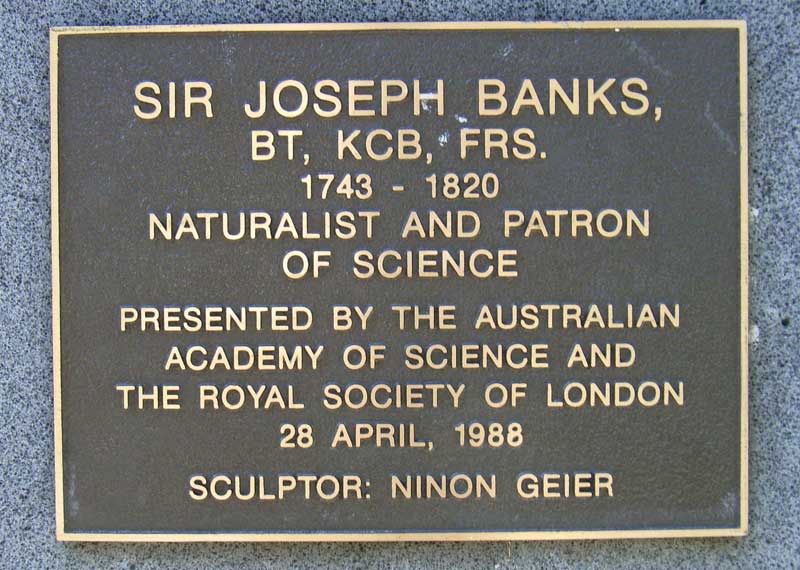 SIR JOSEPH BANKS,
BT, KCB, FRS.
1743 - 1820
NATURALIST AND PATRON
OF SCIENCE
PRESENTED BY THE AUSTRALIAN
ACADEMY OF SCIENCE AND
THE ROYAL SOCIETY OF LONDON
28 APRIL, 1988
SCULPTOR: NINON GEIER